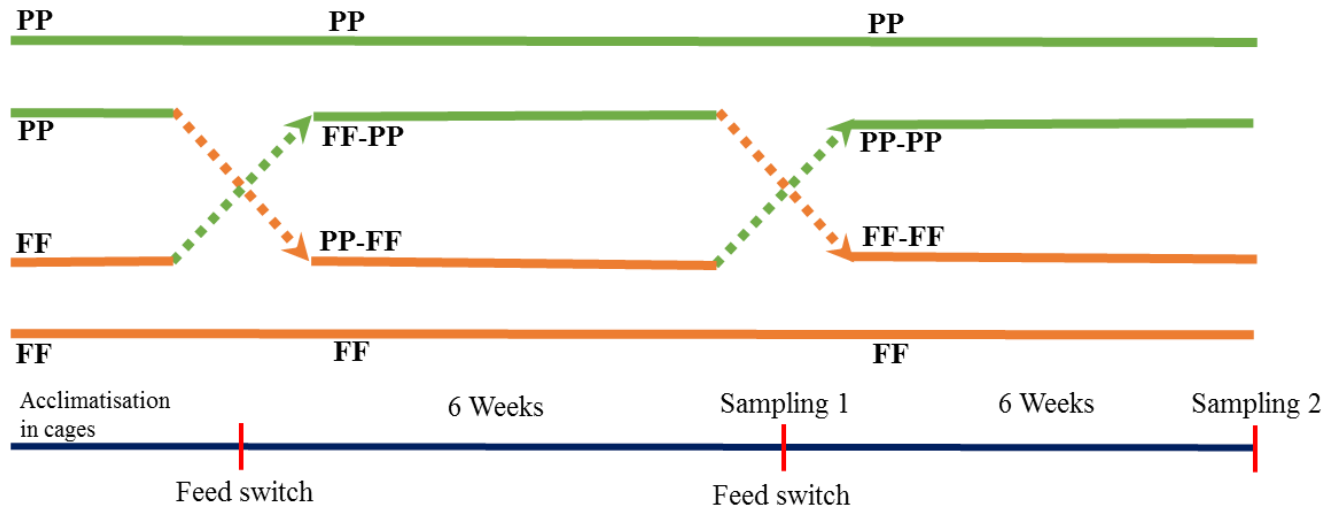 PP PP PP
PP FF-PP PP-PP
FF PP-FF FF-FF
FF FF FF
Acclimatisation
in cages
6 Weeks Sampling 1 6 Weeks Sampling 2
Feed switch Feed switch